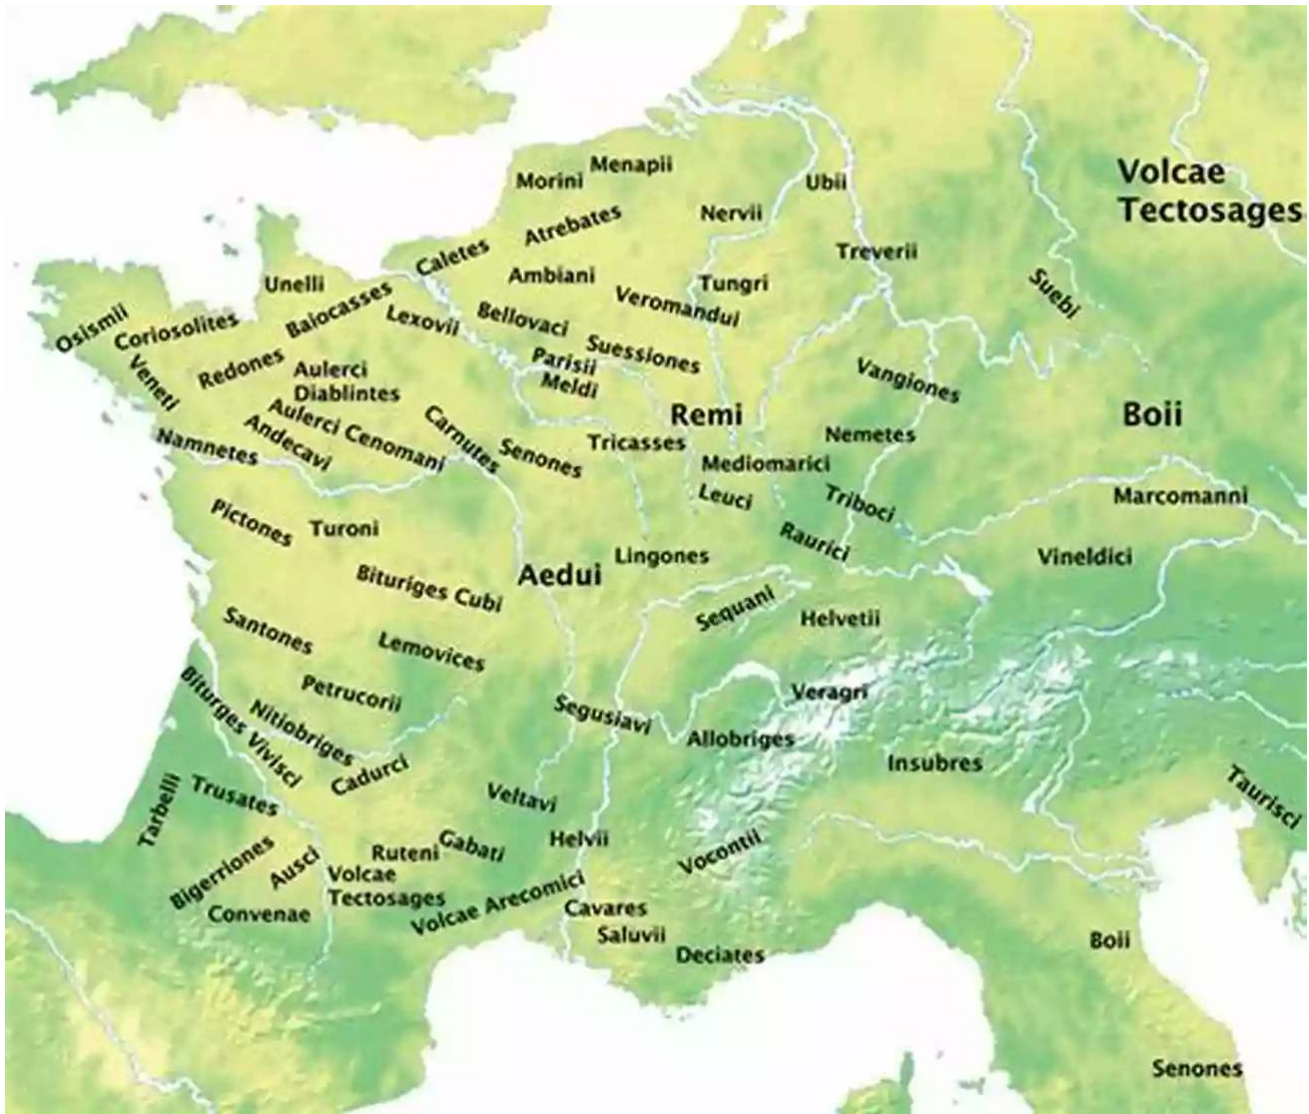 Menapii
Morini
Volcae
Tectosages
Ubii
Nervii
Atrebates
Treverii
Caletes
Ambiani
Tungri
Unelli
Suebi
Baiocasses
Veromandui
Osismii
Coriosolites
Lexovii
Bellovaci
Suessiones
Parisii
Meldi
Veneti
Redones
Aulerci
Diablintes
Vangiones
Remi
Boii
Aulerci Cenomani
Carnutes
Andecavi
Namnetes
Senones
Tricasses
Nemetes
Mediomarici
Leuci
Triboci
Marcomanni
Pictones
Turoni
Raurici
Lingones
Vineldici
Aedui
Bituriges Cubi
Sequani
Helvetii
Santones
Lemovices
Petrucorii
Veragri
Biturges Vivisci
Nitiobriges
Segusiavi
Allobriges
Insubres
Cadurci
Tarbelli
Trusates
Veltavi
Taurisci
Helvii
Gabati
Ruteni
Vocontii
Bigerriones
Ausci
Volcae
Tectosages
Volcae Arecomici
Convenae
Cavares
Saluvii
Deciates
Boii
Senones